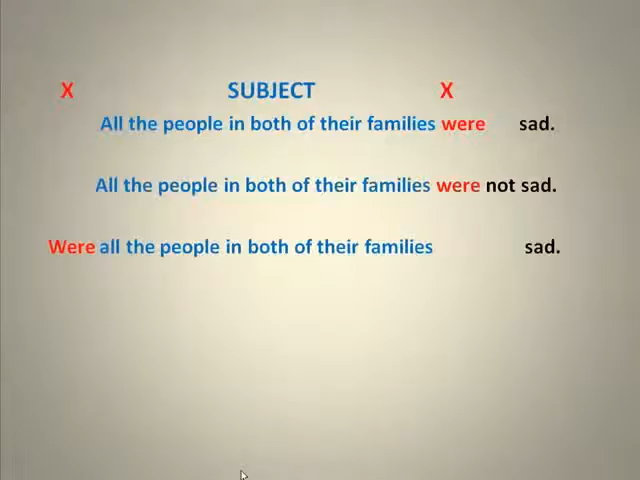 X SUBJECT X
All the people in both of their families were sad.
All the people in both of their families were not sad.
Were all the people in both of their families sad.